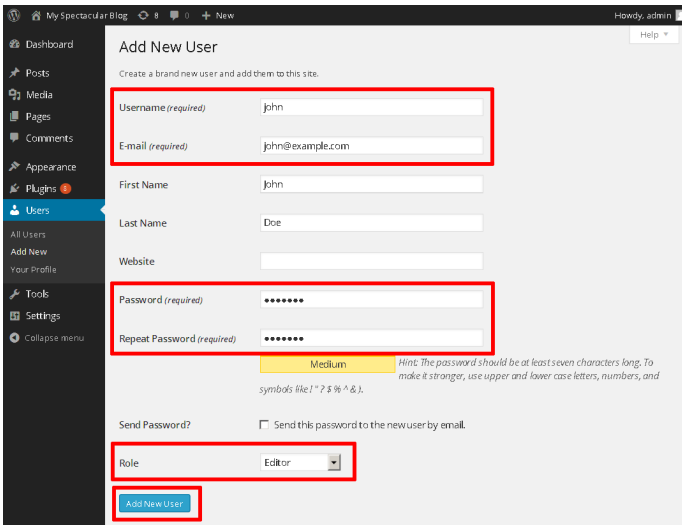 My Spectacular Blog 8 0 + New Howdy, admin
Help ▼
Dashboard
Posts
Media
Pages
Comments
Appearance
Plugins 5
Users
All Users
Add New
Your Profile
Tools
Settings
Collapse menu
Add New User
Create a brand new user and add them to this site.
Username (required) john
E-mail (required) john@example.com
First Name John
Last Name Doe
Website
Password (required) •••••••
Repeat Password (required) •••••••
Medium
Hint: The password should be at least seven characters long. To
make it stronger, use upper and lower case letters, numbers, and
symbols like ! " ? $ % ^ & ).
Send Password? Send this password to the new user by email.
Role Editor
Add New User